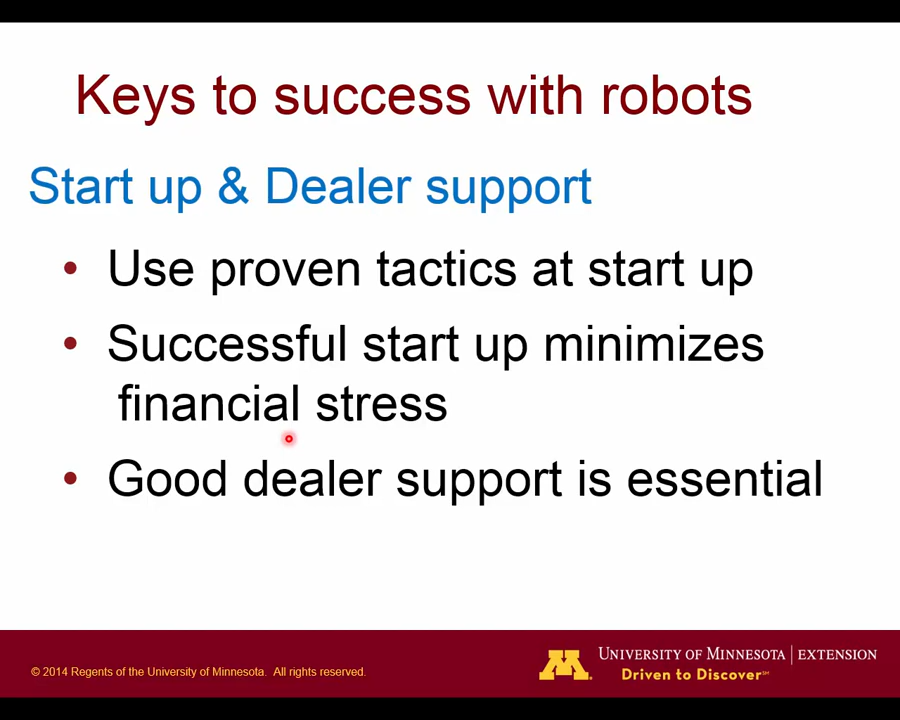 Keys to success with robots
Start up & Dealer support
• Use proven tactics at start up
• Successful start up minimizes
financial stress
• Good dealer support is essential
© 2014 Regents of the University of Minnesota. All rights reserved.
M
UNIVERSITY OF MINNESOTA | EXTENSION
Driven to Discover℠